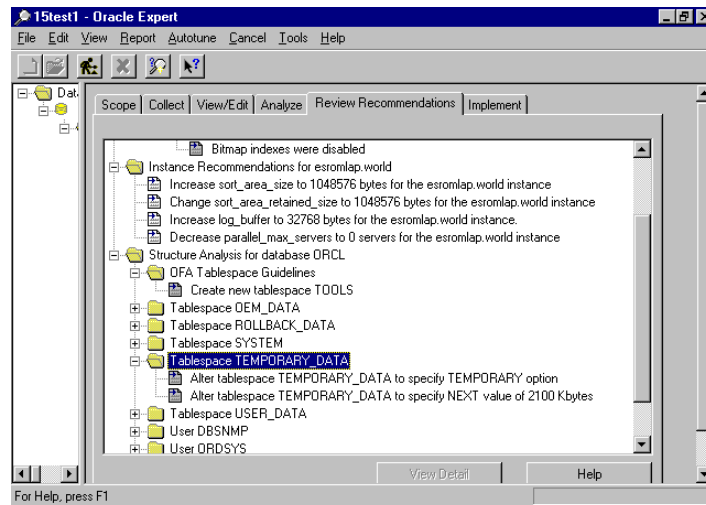 15test1 - Oracle Expert
File Edit View Report Autotune Cancel Tools Help
Dat
Scope Collect View/Edit Analyze Review Recommendations Implement
Bitmap indexes were disabled
Instance Recommendations for esromlap.world
Increase sort_area_size to 1048576 bytes for the esromlap.world instance
Change sort_area_retained_size to 1048576 bytes for the esromlap.world instance
Increase log_buffer to 32768 bytes for the esromlap.world instance.
Decrease parallel_max_servers to 0 servers for the esromlap.world instance
Structure Analysis for database ORCL
OFA Tablespace Guidelines
Create new tablespace TOOLS
Tablespace OEM_DATA
Tablespace ROLLBACK_DATA
Tablespace SYSTEM
Tablespace TEMPORARY_DATA
Alter tablespace TEMPORARY_DATA to specify TEMPORARY option
Alter tablespace TEMPORARY_DATA to specify NEXT value of 2100 Kbytes
Tablespace USER_DATA
User DBSNMP
User ORDSYS
View Detail Help
For Help, press F1